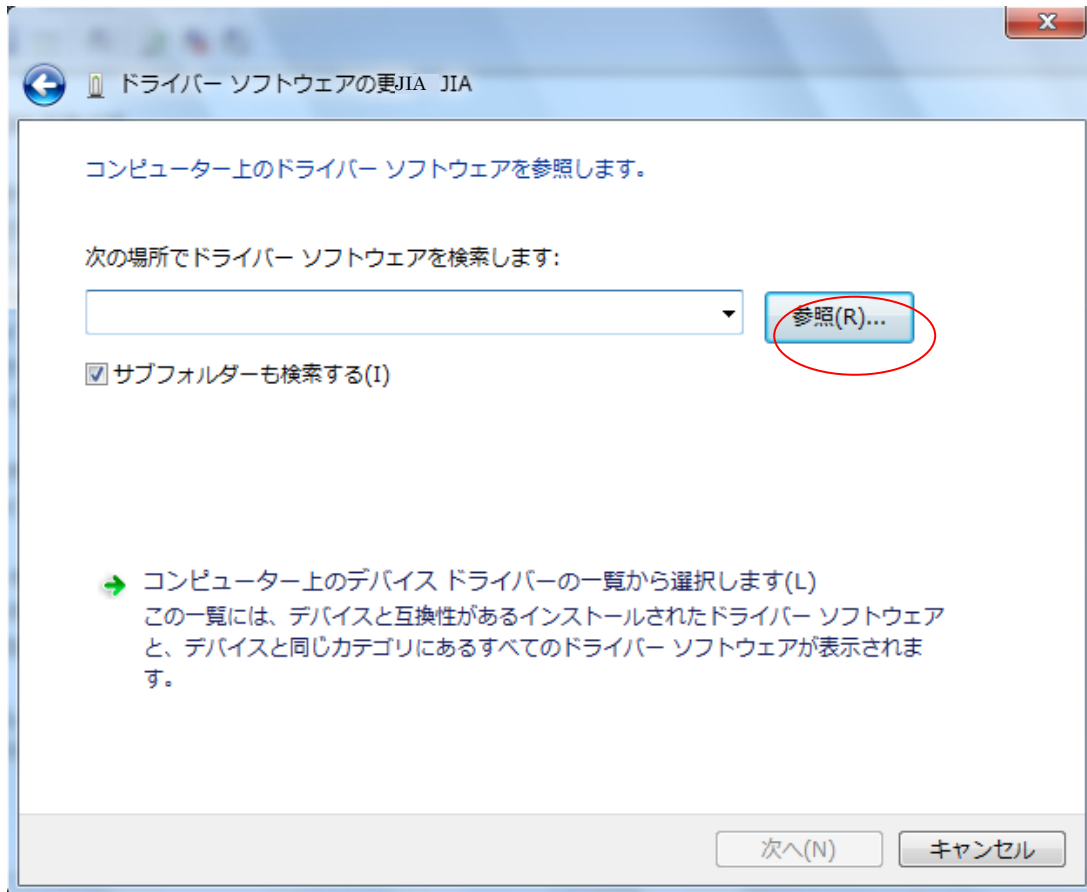 ドライバー ソフトウェアの更JIA JIA
コンピューター上のドライバー ソフトウェアを参照します。
次の場所でドライバー ソフトウェアを検索します:
参照(R)...
サブフォルダーも検索する(I)
コンピューター上のデバイス ドライバーの一覧から選択します(L)
この一覧には、デバイスと互換性があるインストールされたドライバー ソフトウェア
と、デバイスと同じカテゴリにあるすべてのドライバー ソフトウェアが表示されま
す。
次へ(N)
キャンセル